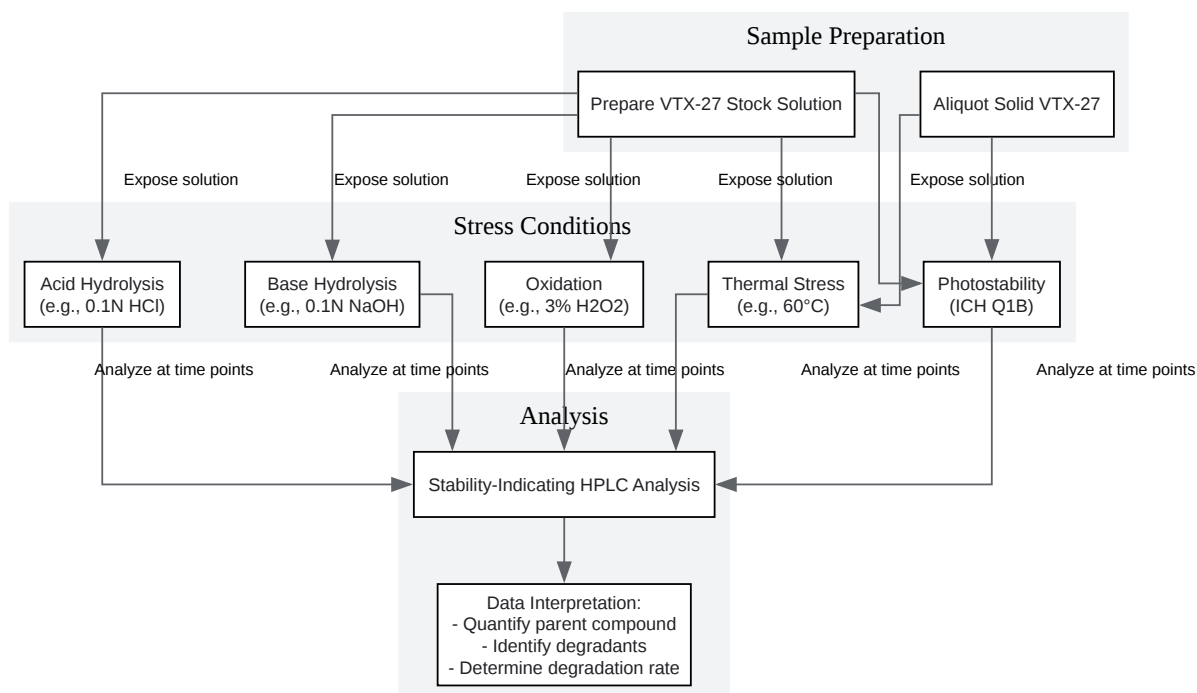 Sample Preparation
Prepare VTX-27 Stock Solution
Aliquot Solid VTX-27
Expose solution
Expose solution
Expose solution
Expose solution
Expose solution
Stress Conditions
Acid Hydrolysis
(e.g., 0.1N HCl)
Base Hydrolysis
(e.g., 0.1N NaOH)
Oxidation
(e.g., 3% H2O2)
Thermal Stress
(e.g., 60°C)
Photostability
(ICH Q1B)
Analyze at time points
Analyze at time points
Analyze at time points
Analyze at time points
Analyze at time points
Analysis
Stability-Indicating HPLC Analysis
Data Interpretation:
- Quantify parent compound
- Identify degradants
- Determine degradation rate